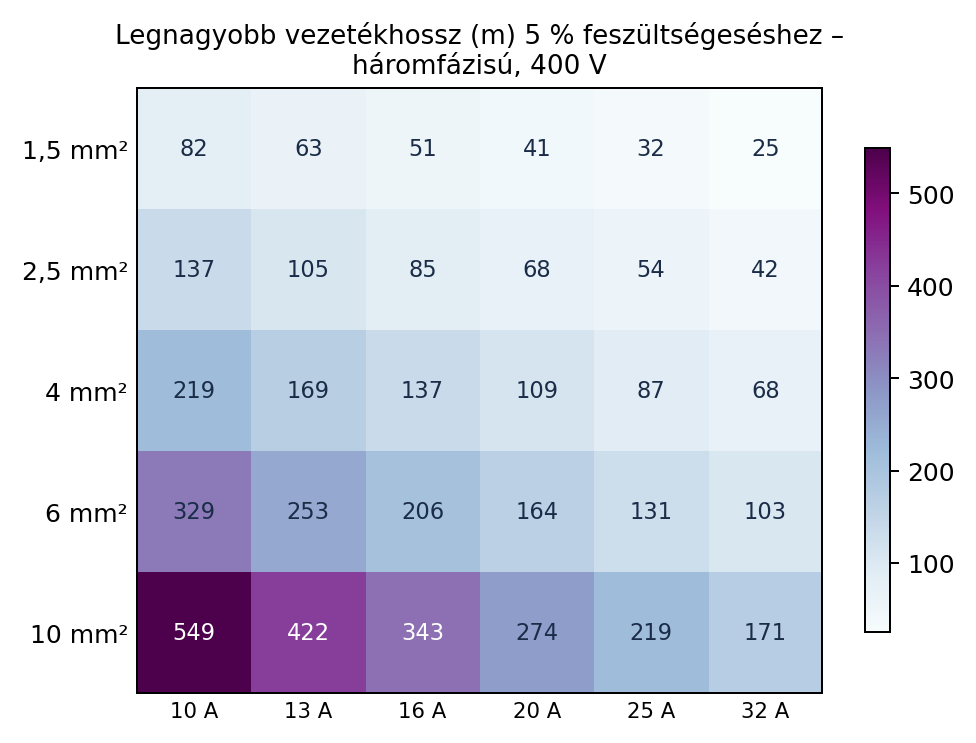 Legnagyobb vezetékhossz (m) 5 % feszültségeséshez –
háromfázisú, 400 V
1,5 mm² 82 63 51 41 32 25
2,5 mm² 137 105 85 68 54 42
4 mm² 219 169 137 109 87 68
6 mm² 329 253 206 164 131 103
10 mm² 549 422 343 274 219 171
10 A 13 A 16 A 20 A 25 A 32 A
500
400
300
200
100